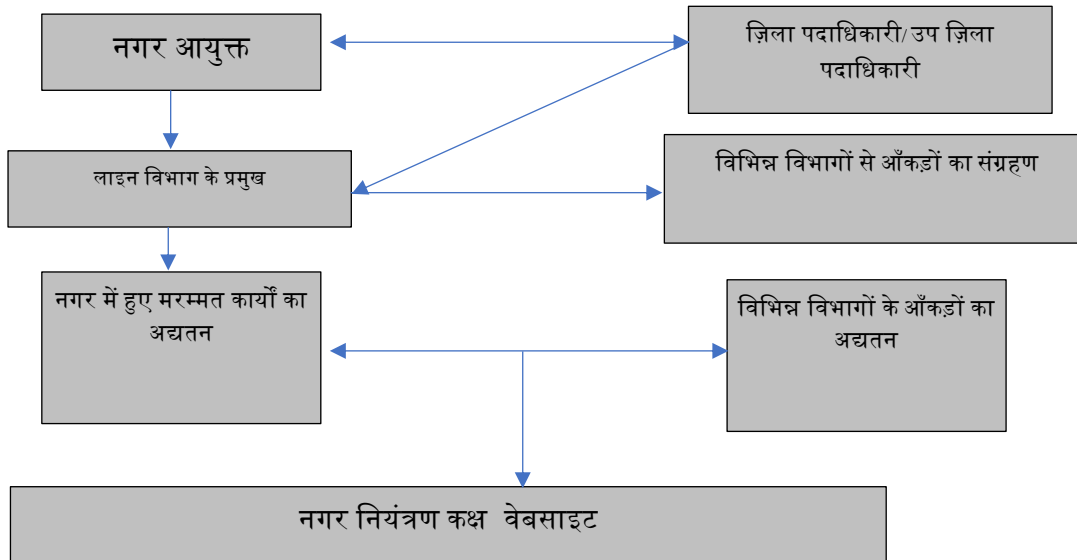 नगर आयुक्त
ज़िला पदाधिकारी/ उप ज़िला
पदाधिकारी
लाइन विभाग के प्रमुख
विभिन्न विभागों से आँकड़ों का संग्रहण
नगर में हुए मरम्मत कार्यों का
अद्यतन
विभिन्न विभागों के आँकड़ों का
अद्यतन
नगर नियंत्रण कक्ष वेबसाइट